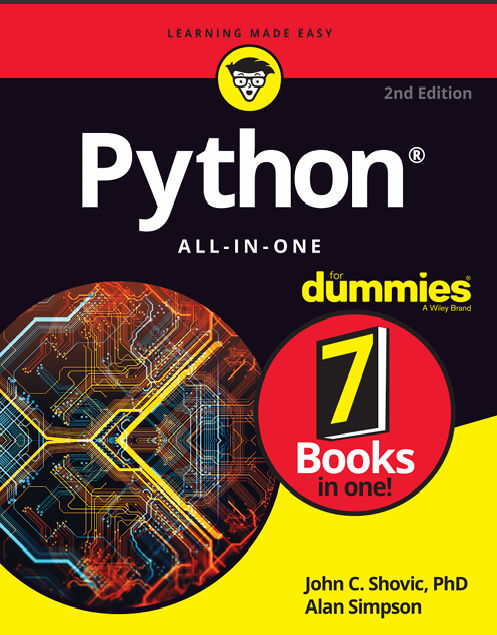 LEARNING MADE EASY
2nd Edition
Python®
ALL-IN-ONE
for
dummies®
A Wiley Brand
7
Books
in one!
John C. Shovic, PhD
Alan Simpson